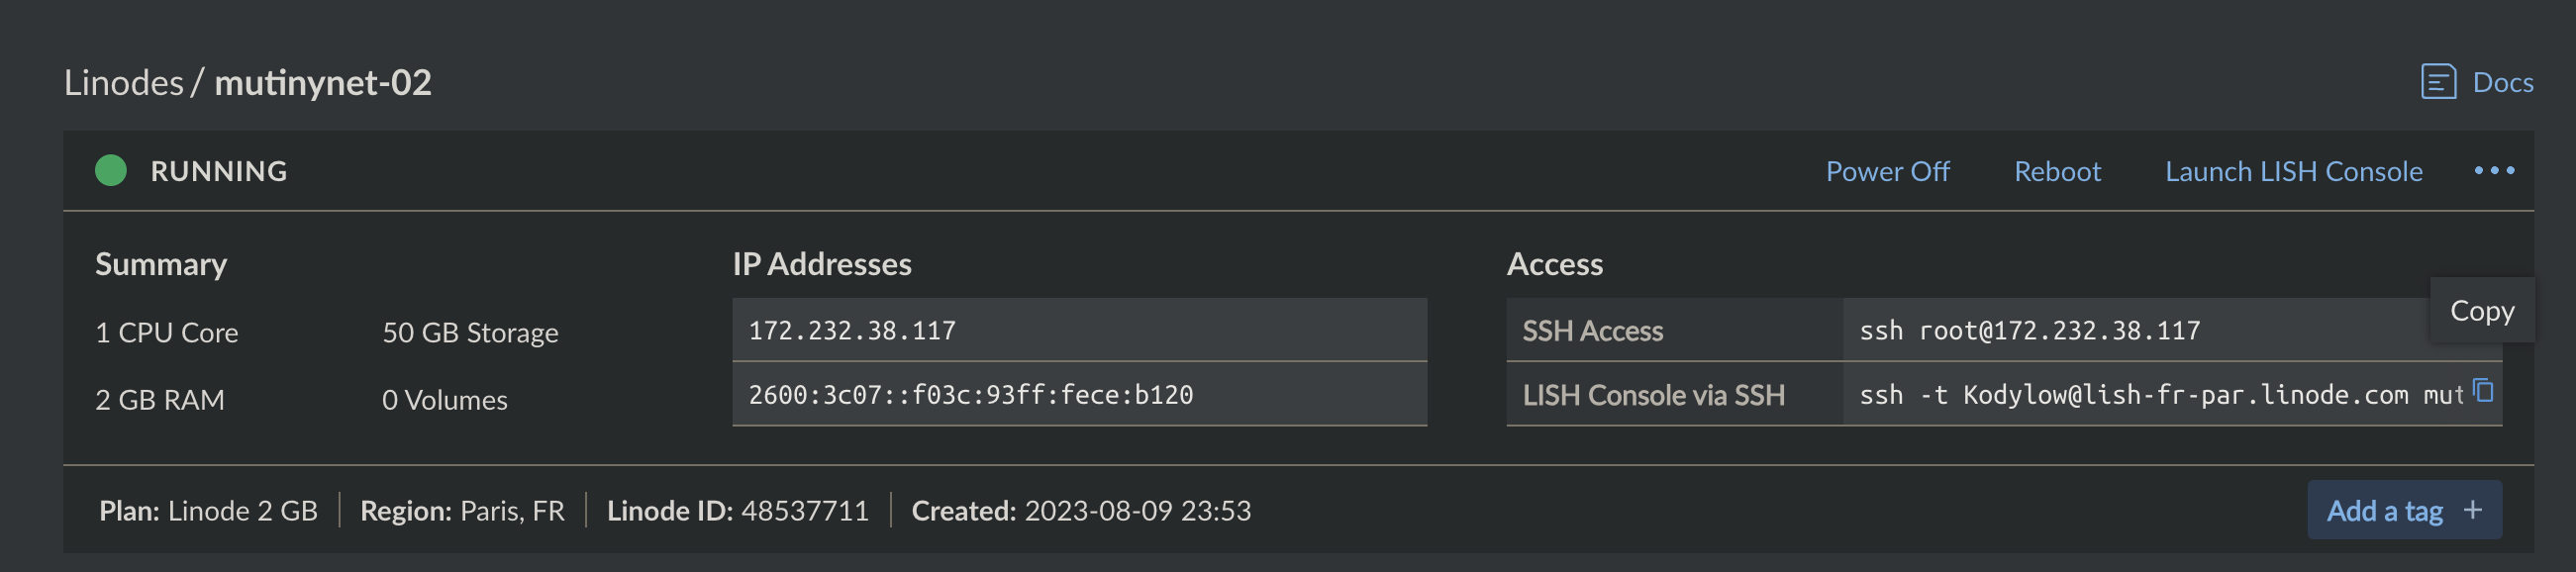 Linodes / mutinynet-02
Docs
RUNNING
Power Off
Reboot
Launch LISH Console
Summary
1 CPU Core
50 GB Storage
2 GB RAM
0 Volumes
IP Addresses
172.232.38.117
2600:3c07::f03c:93ff:fece:b120
Access
Copy
SSH Access
ssh root@172.232.38.117
LISH Console via SSH
ssh -t Kodylow@lish-fr-par.linode.com mut
Plan: Linode 2 GB
Region: Paris, FR
Linode ID: 48537711
Created: 2023-08-09 23:53
Add a tag +